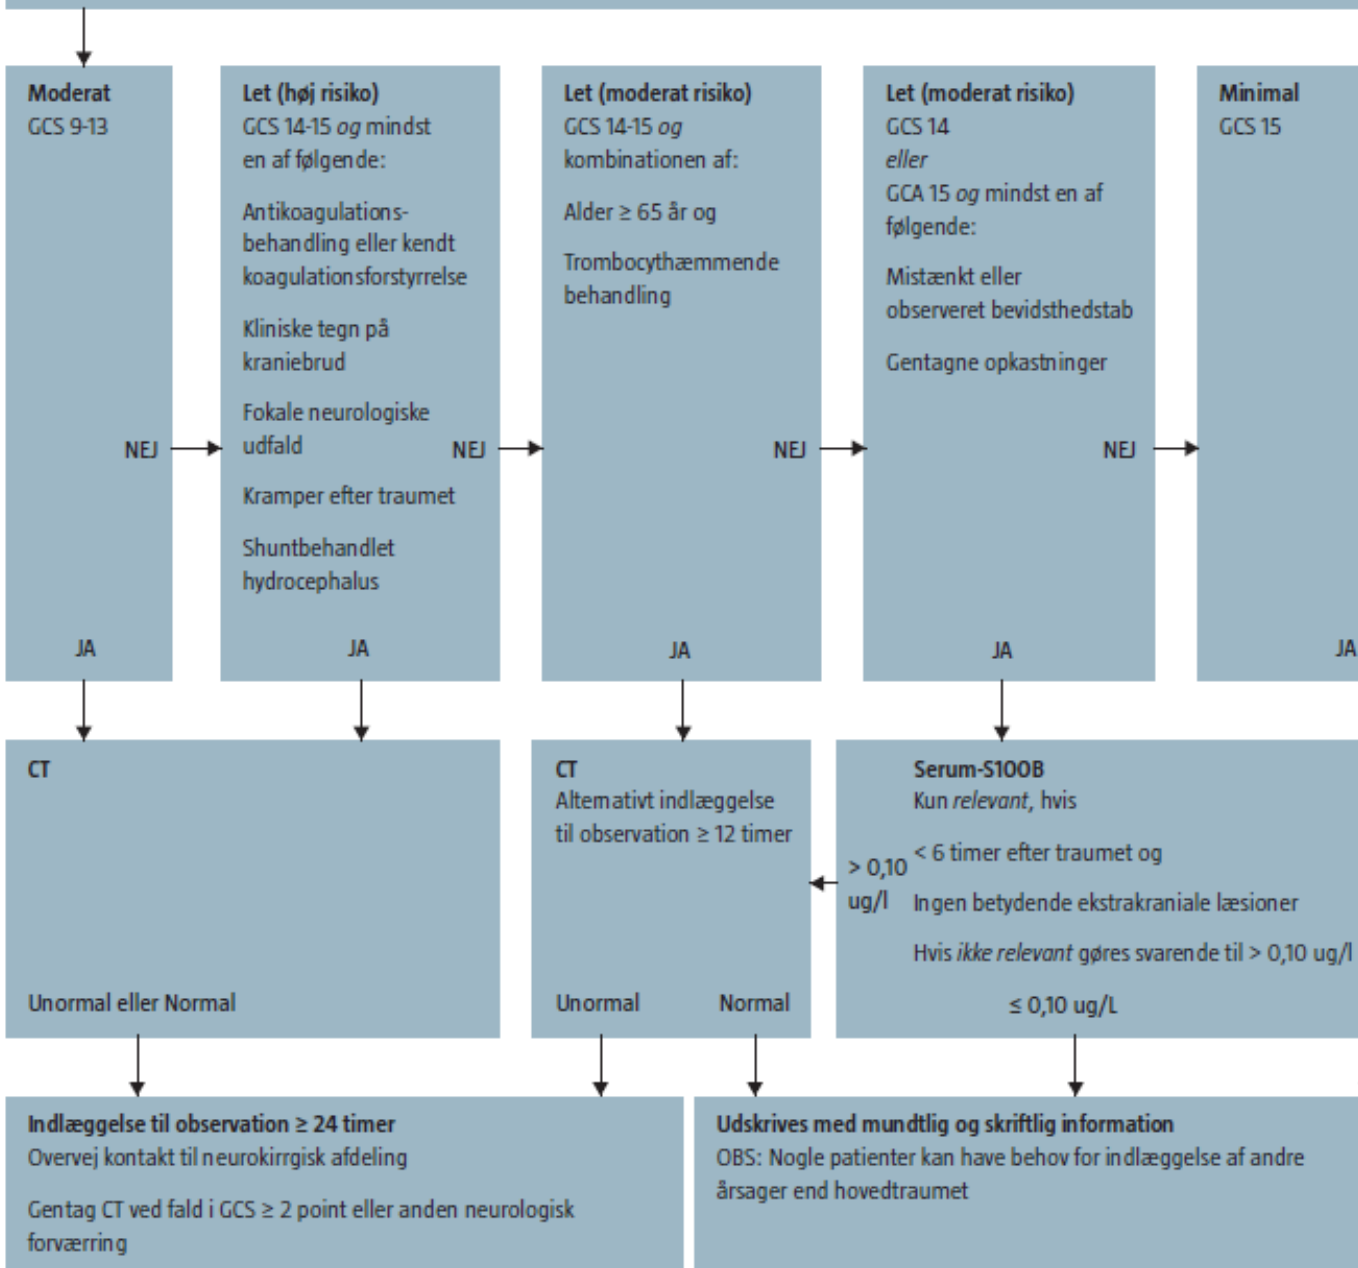 Moderat
GCS 9-13
NEJ
JA
Let (høj risiko)
GCS 14-15 og mindst
en af følgende:
Antikoagulations-
behandling eller kendt
koagulationsforstyrrelse
Kliniske tegn på
kraniebrud
Fokale neurologiske
udfald
NEJ
Kramper efter traumet
Shuntbehandlet
hydrocephalus
JA
Let (moderat risiko)
GCS 14-15 og
kombinationen af:
Alder ≥ 65 år og
Trombocythæmmende
behandling
NEJ
JA
Let (moderat risiko)
GCS 14
eller
GCA 15 og mindst en af
følgende:
Mistænkt eller
observeret bevidsthedstab
Gentagne opkastninger
NEJ
JA
Minimal
GCS 15
JA
CT
Unormal eller Normal
CT
Alternativt indlæggelse
til observation ≥ 12 timer
Unormal Normal
> 0,10
ug/l
Serum-S100B
Kun relevant, hvis
< 6 timer efter traumet og
Ingen betydende ekstrakraniale læsioner
Hvis ikke relevant gøres svarende til > 0,10 ug/l
≤ 0,10 ug/L
Indlæggelse til observation ≥ 24 timer
Overvej kontakt til neurokirrgisk afdeling
Gentag CT ved fald i GCS ≥ 2 point eller anden neurologisk
forværring
Udskrives med mundtlig og skriftlig information
OBS: Nogle patienter kan have behov for indlæggelse af andre
årsager end hovedtraumet